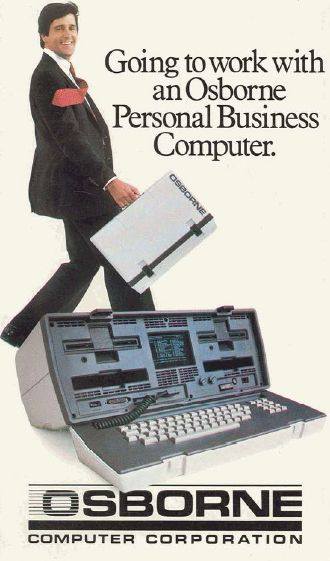 Going to work with
an Osborne
Personal Business
Computer.
OSBORNE
OSBORNE
COMPUTER CORPORATION